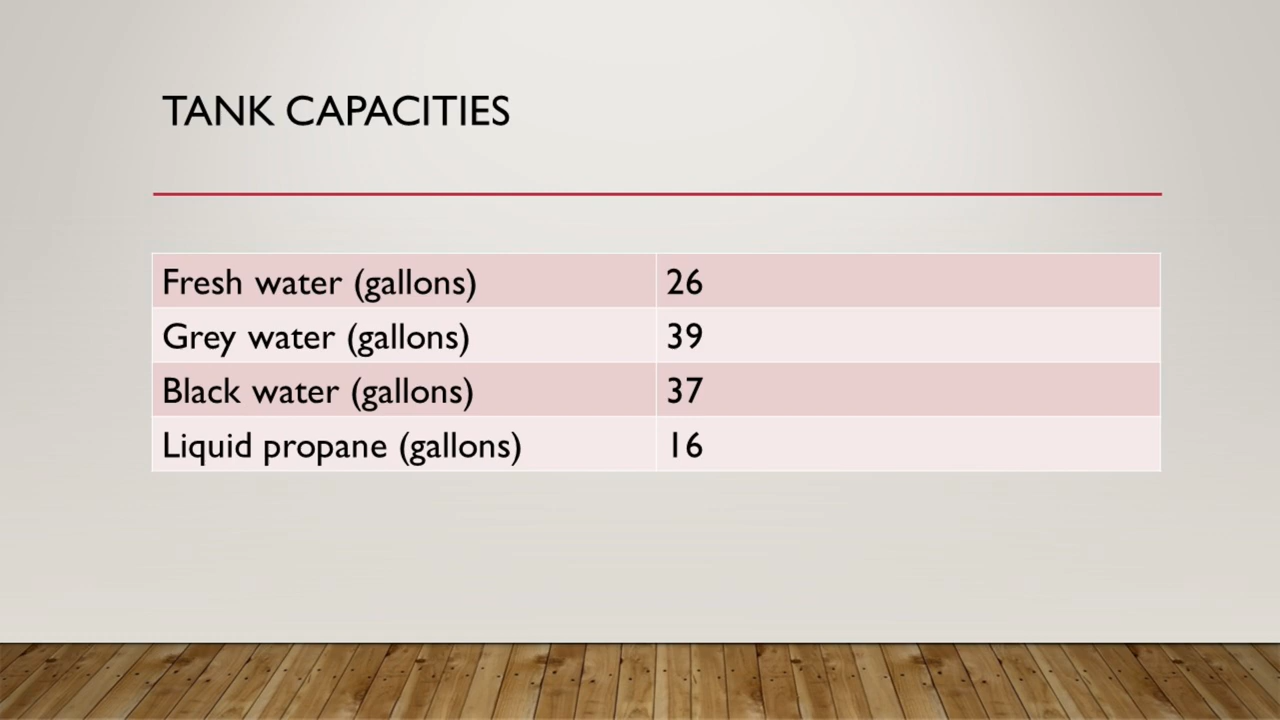 TANK CAPACITIES
Fresh water (gallons) 26
Grey water (gallons) 39
Black water (gallons) 37
Liquid propane (gallons) 16